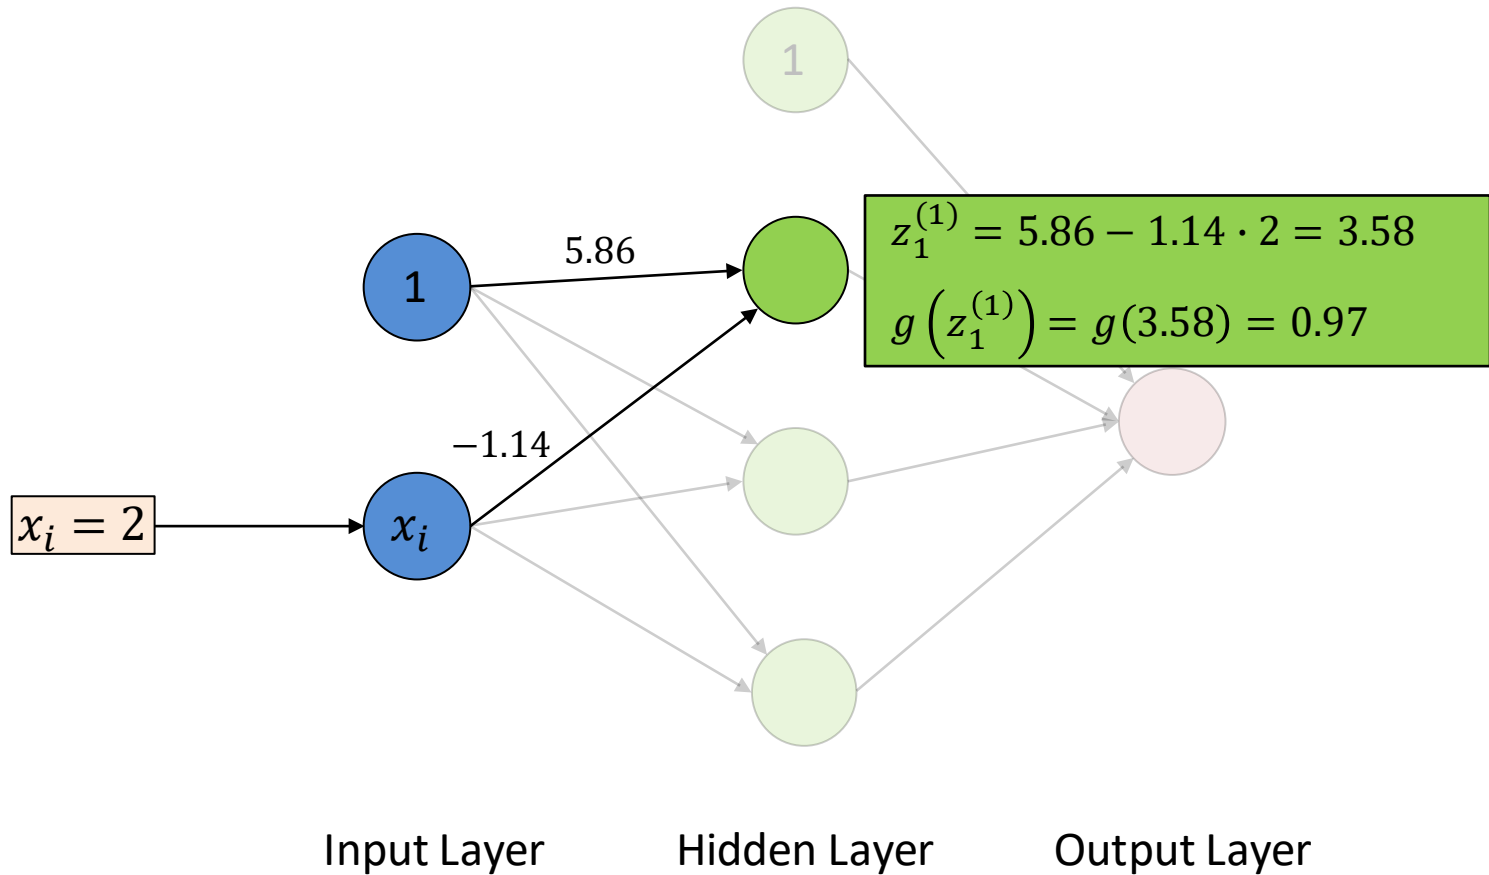 1
z₁⁽¹⁾ = 5.86 − 1.14 · 2 = 3.58
g(z₁⁽¹⁾) = g(3.58) = 0.97
5.86
1
−1.14
xᵢ = 2
xᵢ
Input Layer
Hidden Layer
Output Layer